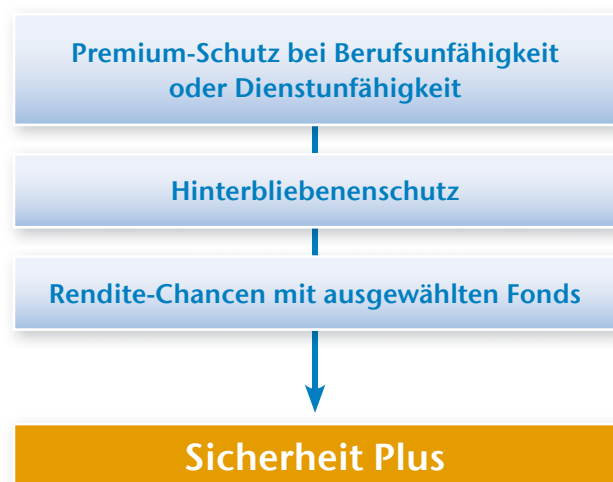 Premium-Schutz bei Berufsunfähigkeit
oder Dienstunfähigkeit
Hinterbliebenenschutz
Rendite-Chancen mit ausgewählten Fonds
Sicherheit Plus